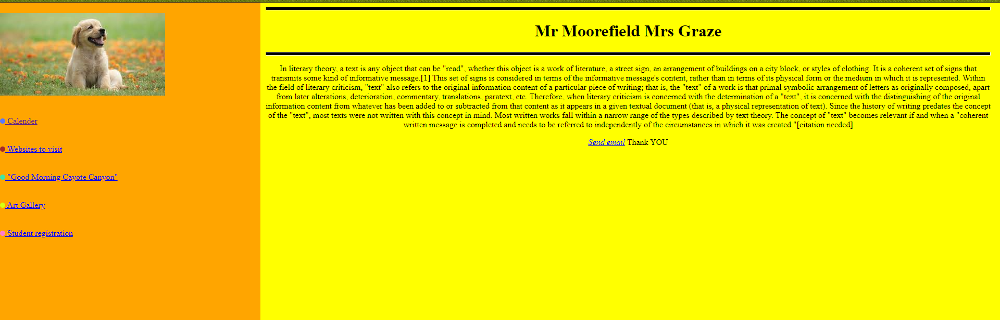 Calender
Websites to visit
"Good Morning Cayote Canyon"
Art Gallery
Student registration
Mr Moorefield Mrs Graze
In literary theory, a text is any object that can be "read", whether this object is a work of literature, a street sign, an arrangement of buildings on a city block, or styles of clothing. It is a coherent set of signs that
transmits some kind of informative message.[1] This set of signs is considered in terms of the informative message's content, rather than in terms of its physical form or the medium in which it is represented. Within
the field of literary criticism, "text" also refers to the original information content of a particular piece of writing; that is, the "text" of a work is that primal symbolic arrangement of letters as originally composed, apart
from later alterations, deterioration, commentary, translations, paratext, etc. Therefore, when literary criticism is concerned with the determination of a "text", it is concerned with the distinguishing of the original
information content from whatever has been added to or subtracted from that content as it appears in a given textual document (that is, a physical representation of text). Since the history of writing predates the concept
of the "text", most texts were not written with this concept in mind. Most written works fall within a narrow range of the types described by text theory. The concept of "text" becomes relevant if and when a "coherent
written message is completed and needs to be referred to independently of the circumstances in which it was created."[citation needed]
Send email Thank YOU